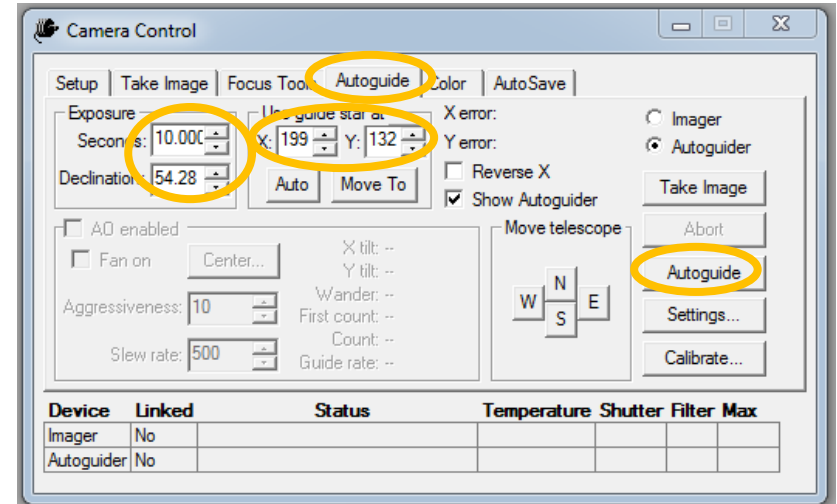 Camera Control
Setup Take Image Focus Tools Autoguide Color AutoSave
Exposure
Seconds: 10.000
Declination: 54.28
Use guide star at
X: 199 Y: 132
Auto Move To
X error:
Y error:
Reverse X
Show Autoguider
Imager
Autoguider
Take Image
Abort
Autoguide
Settings...
Calibrate...
AO enabled
Fan on Center...
Aggressiveness: 10
Slew rate: 500
X tilt: --
Y tilt: --
Wander: --
First count: --
Count: --
Guide rate: --
Move telescope
N
W E
S
Device Linked Status Temperature Shutter Filter Max
Imager No
Autoguider No